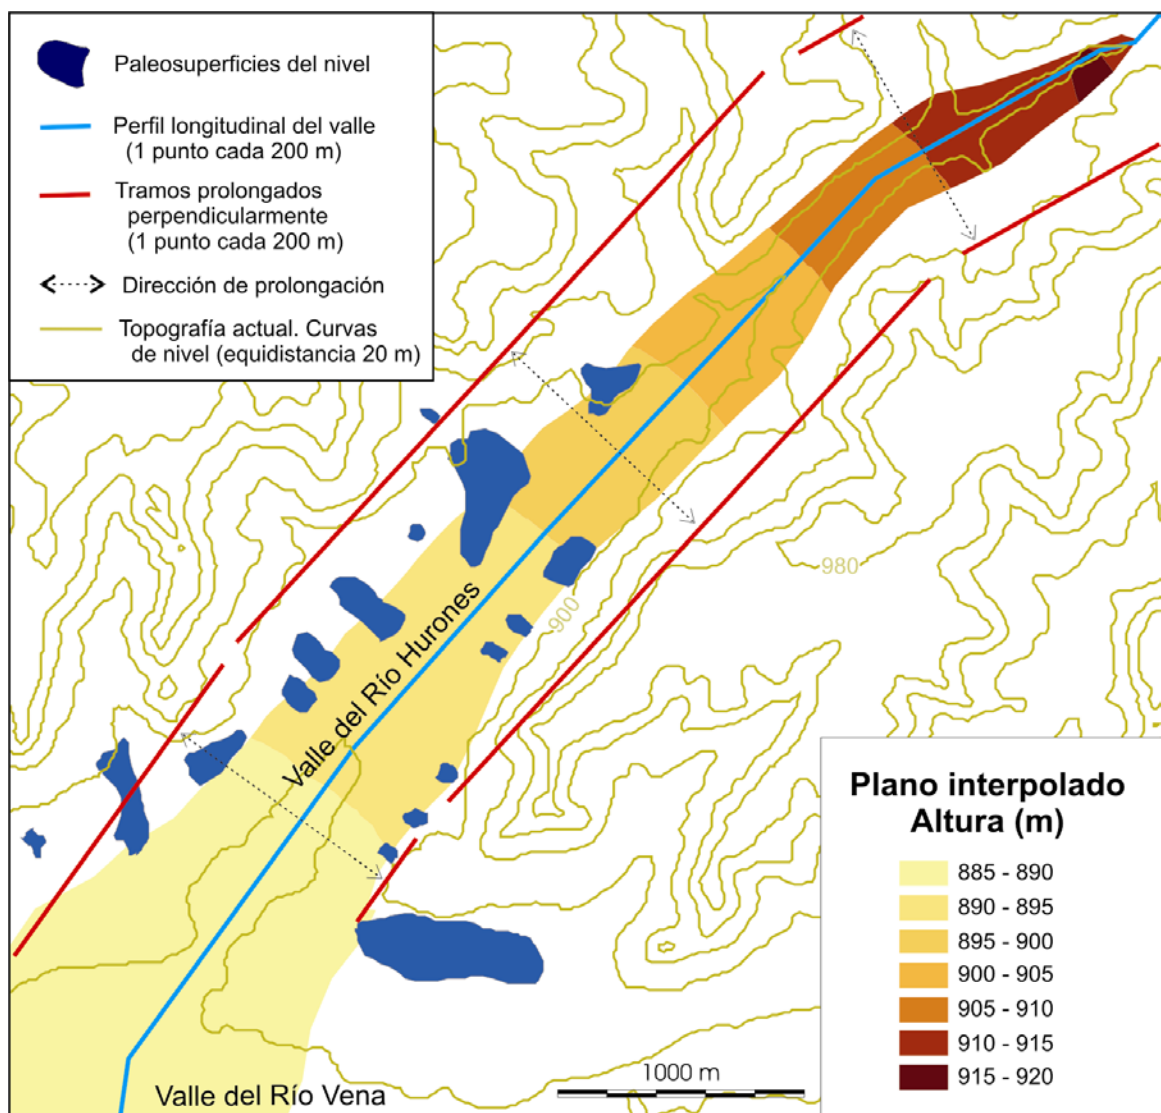 Paleosuperficies del nivel
Perfil longitudinal del valle
(1 punto cada 200 m)
Tramos prolongados
perpendicularmente
(1 punto cada 200 m)
Dirección de prolongación
Topografía actual. Curvas
de nivel (equidistancia 20 m)
980
900
Valle del Río Hurones
Plano interpolado
Altura (m)
885 - 890
890 - 895
895 - 900
900 - 905
905 - 910
910 - 915
915 - 920
1000 m
Valle del Río Vena